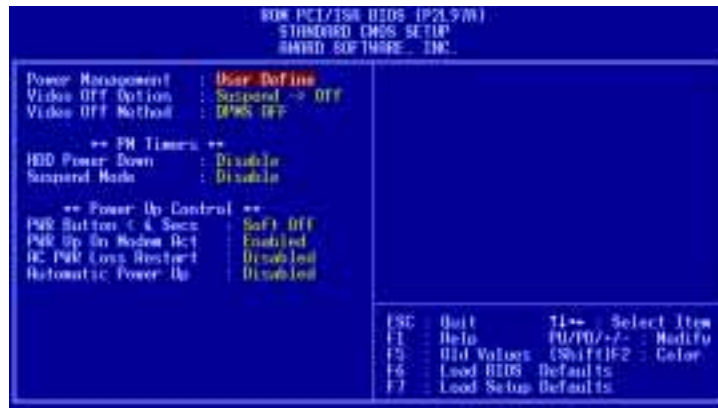 ROM PCI/ISA BIOS (P2L97A)
STANDARD CMOS SETUP
AWARD SOFTWARE, INC.
Power Management : User Define
Video Off Option : Suspend -> Off
Video Off Method : DPMS OFF
** PM Timers **
HDD Power Down : Disable
Suspend Mode : Disable
** Power Up Control **
PWR Button < 4 Secs : Soft Off
PWR Up On Modem Act : Enabled
AC PWR Loss Restart : Disabled
Automatic Power Up : Disabled
ESC : Quit ↑↓→← : Select Item
F1 : Help PU/PD/+/- : Modify
F5 : Old Values (Shift)F2 : Color
F6 : Load BIOS Defaults
F7 : Load Setup Defaults